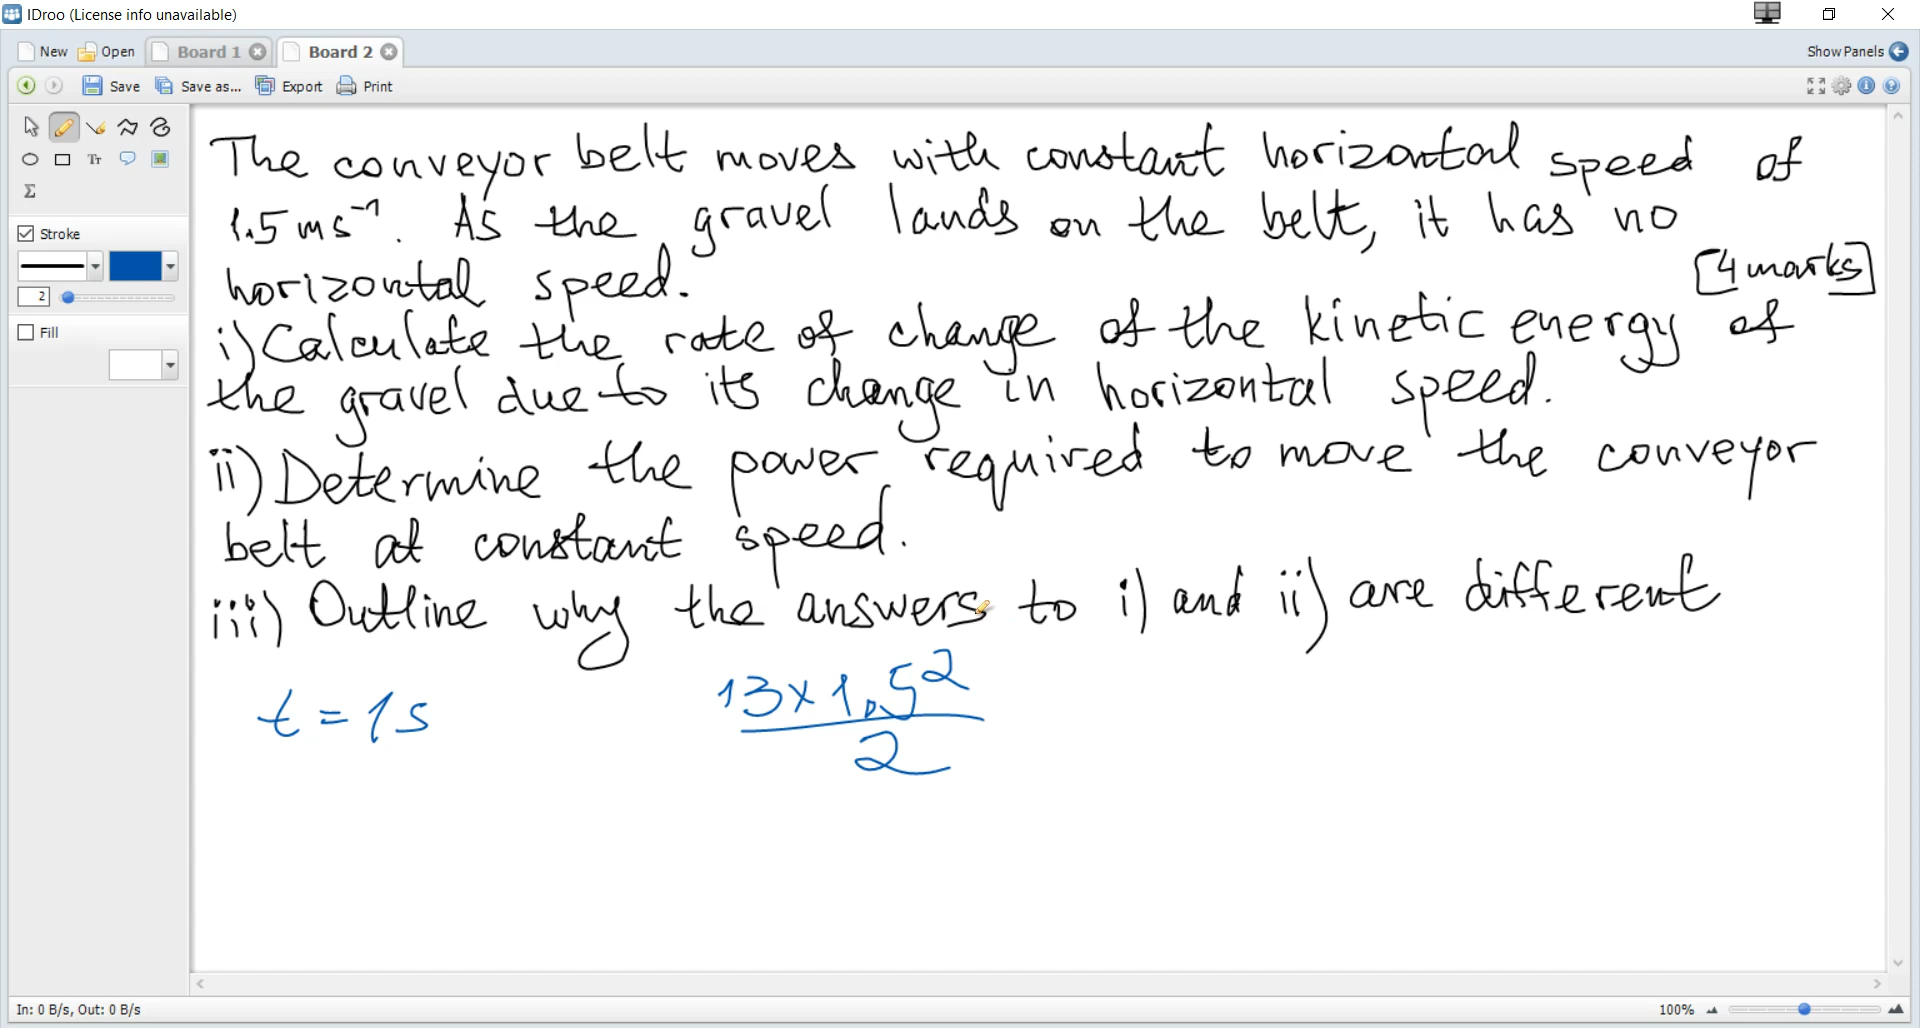 IDroo (License info unavailable)
New Open Board 1 Board 2 Show Panels
Save Save as... Export Print
Tr
Σ
Stroke
2
Fill
The conveyor belt moves with constant horizontal speed of
1.5 ms⁻¹. As the gravel lands on the belt, it has no
horizontal speed. [4 marks]
i) Calculate the rate of change of the kinetic energy of
the gravel due to its change in horizontal speed.
ii) Determine the power required to move the conveyor
belt at constant speed.
iii) Outline why the answers to i) and ii) are different
t = 1s
13 x 1.5²
2
In: 0 B/s, Out: 0 B/s 100%